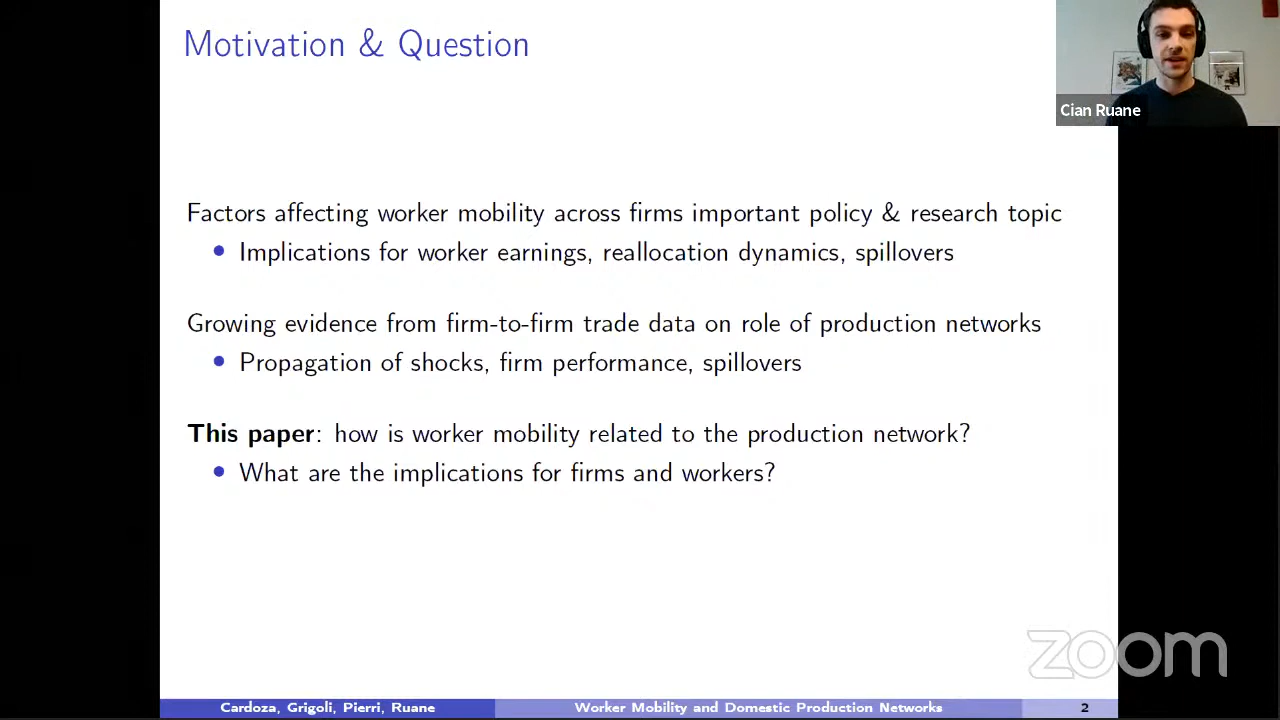 Motivation & Question
Cian Ruane
Factors affecting worker mobility across firms important policy & research topic
Implications for worker earnings, reallocation dynamics, spillovers
Growing evidence from firm-to-firm trade data on role of production networks
Propagation of shocks, firm performance, spillovers
This paper: how is worker mobility related to the production network?
What are the implications for firms and workers?
zoom
Cardoza, Grigoli, Pierri, Ruane
Worker Mobility and Domestic Production Networks
2